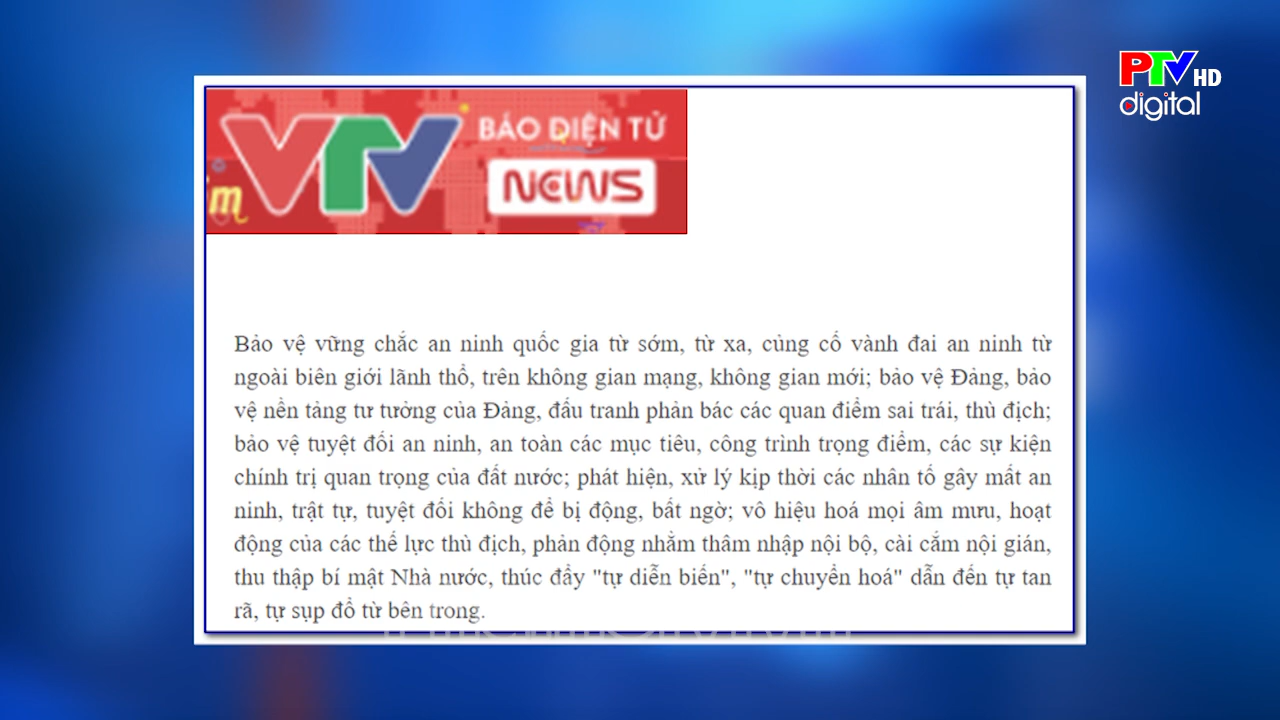 PTV HD
digital
VTV BÁO ĐIỆN TỬ
NEWS
Bảo vệ vững chắc an ninh quốc gia từ sớm, từ xa, củng cố vành đai an ninh từ
ngoài biên giới lãnh thổ, trên không gian mạng, không gian mới; bảo vệ Đảng, bảo
vệ nền tảng tư tưởng của Đảng, đấu tranh phản bác các quan điểm sai trái, thù địch;
bảo vệ tuyệt đối an ninh, an toàn các mục tiêu, công trình trọng điểm, các sự kiện
chính trị quan trọng của đất nước; phát hiện, xử lý kịp thời các nhân tố gây mất an
ninh, trật tự, tuyệt đối không để bị động, bất ngờ; vô hiệu hoá mọi âm mưu, hoạt
động của các thế lực thù địch, phản động nhằm thâm nhập nội bộ, cài cắm nội gián,
thu thập bí mật Nhà nước, thúc đẩy "tự diễn biến", "tự chuyển hoá" dẫn đến tự tan
rã, tự sụp đổ từ bên trong.